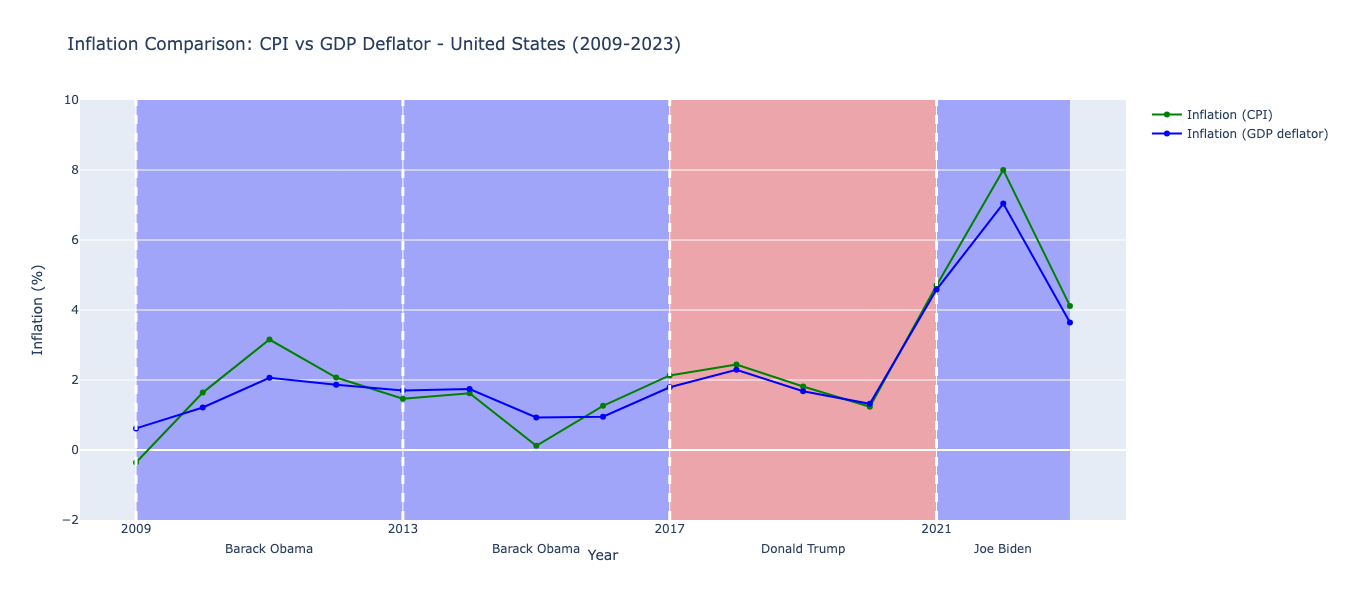 Inflation Comparison: CPI vs GDP Deflator - United States (2009-2023)
Inflation (CPI)
Inflation (GDP deflator)
Inflation (%)
10
8
6
4
2
0
−2
2009 2013 2017 2021
Barack Obama Barack Obama Donald Trump Joe Biden
Year